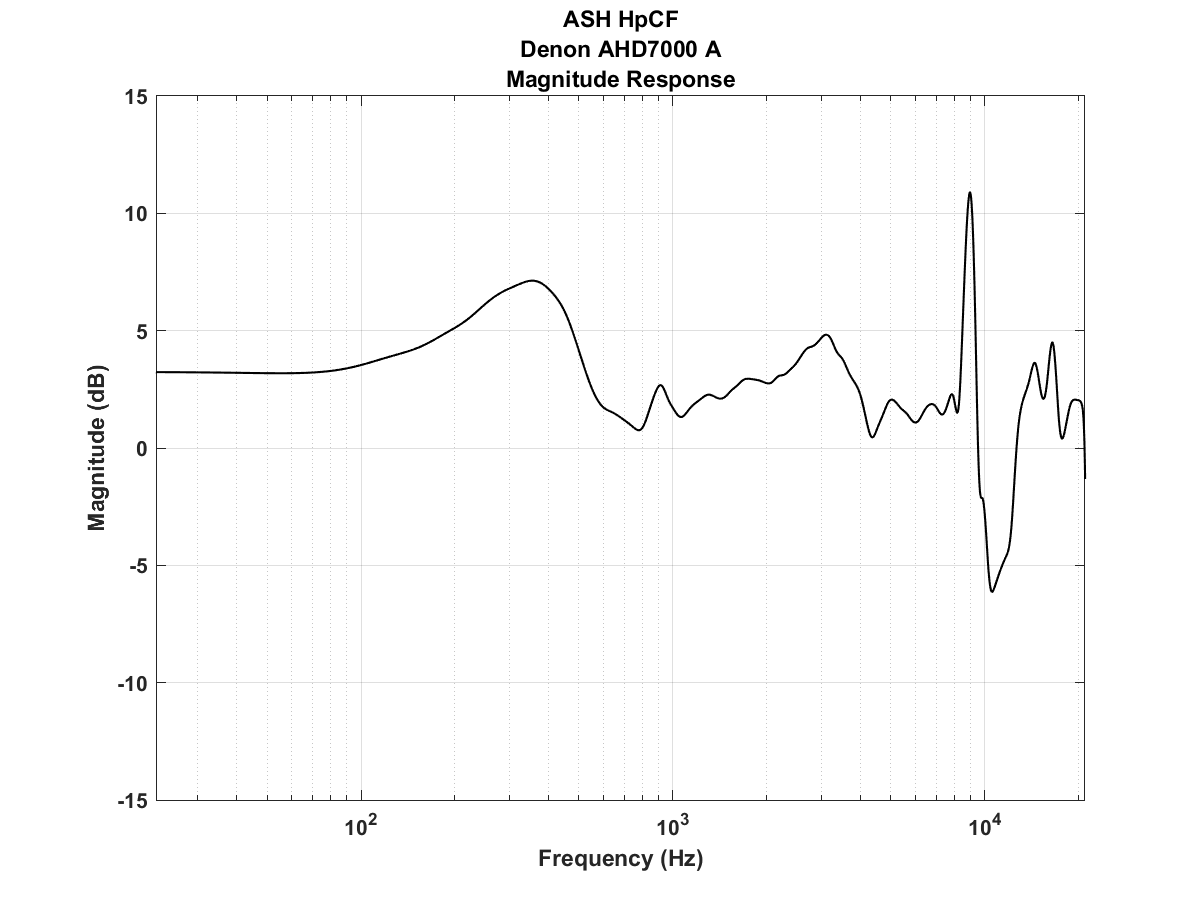 ASH HpCF
Denon AHD7000 A
Magnitude Response
15
10
5
0
-5
-10
-15
Magnitude (dB)
10² 10³ 10⁴
Frequency (Hz)